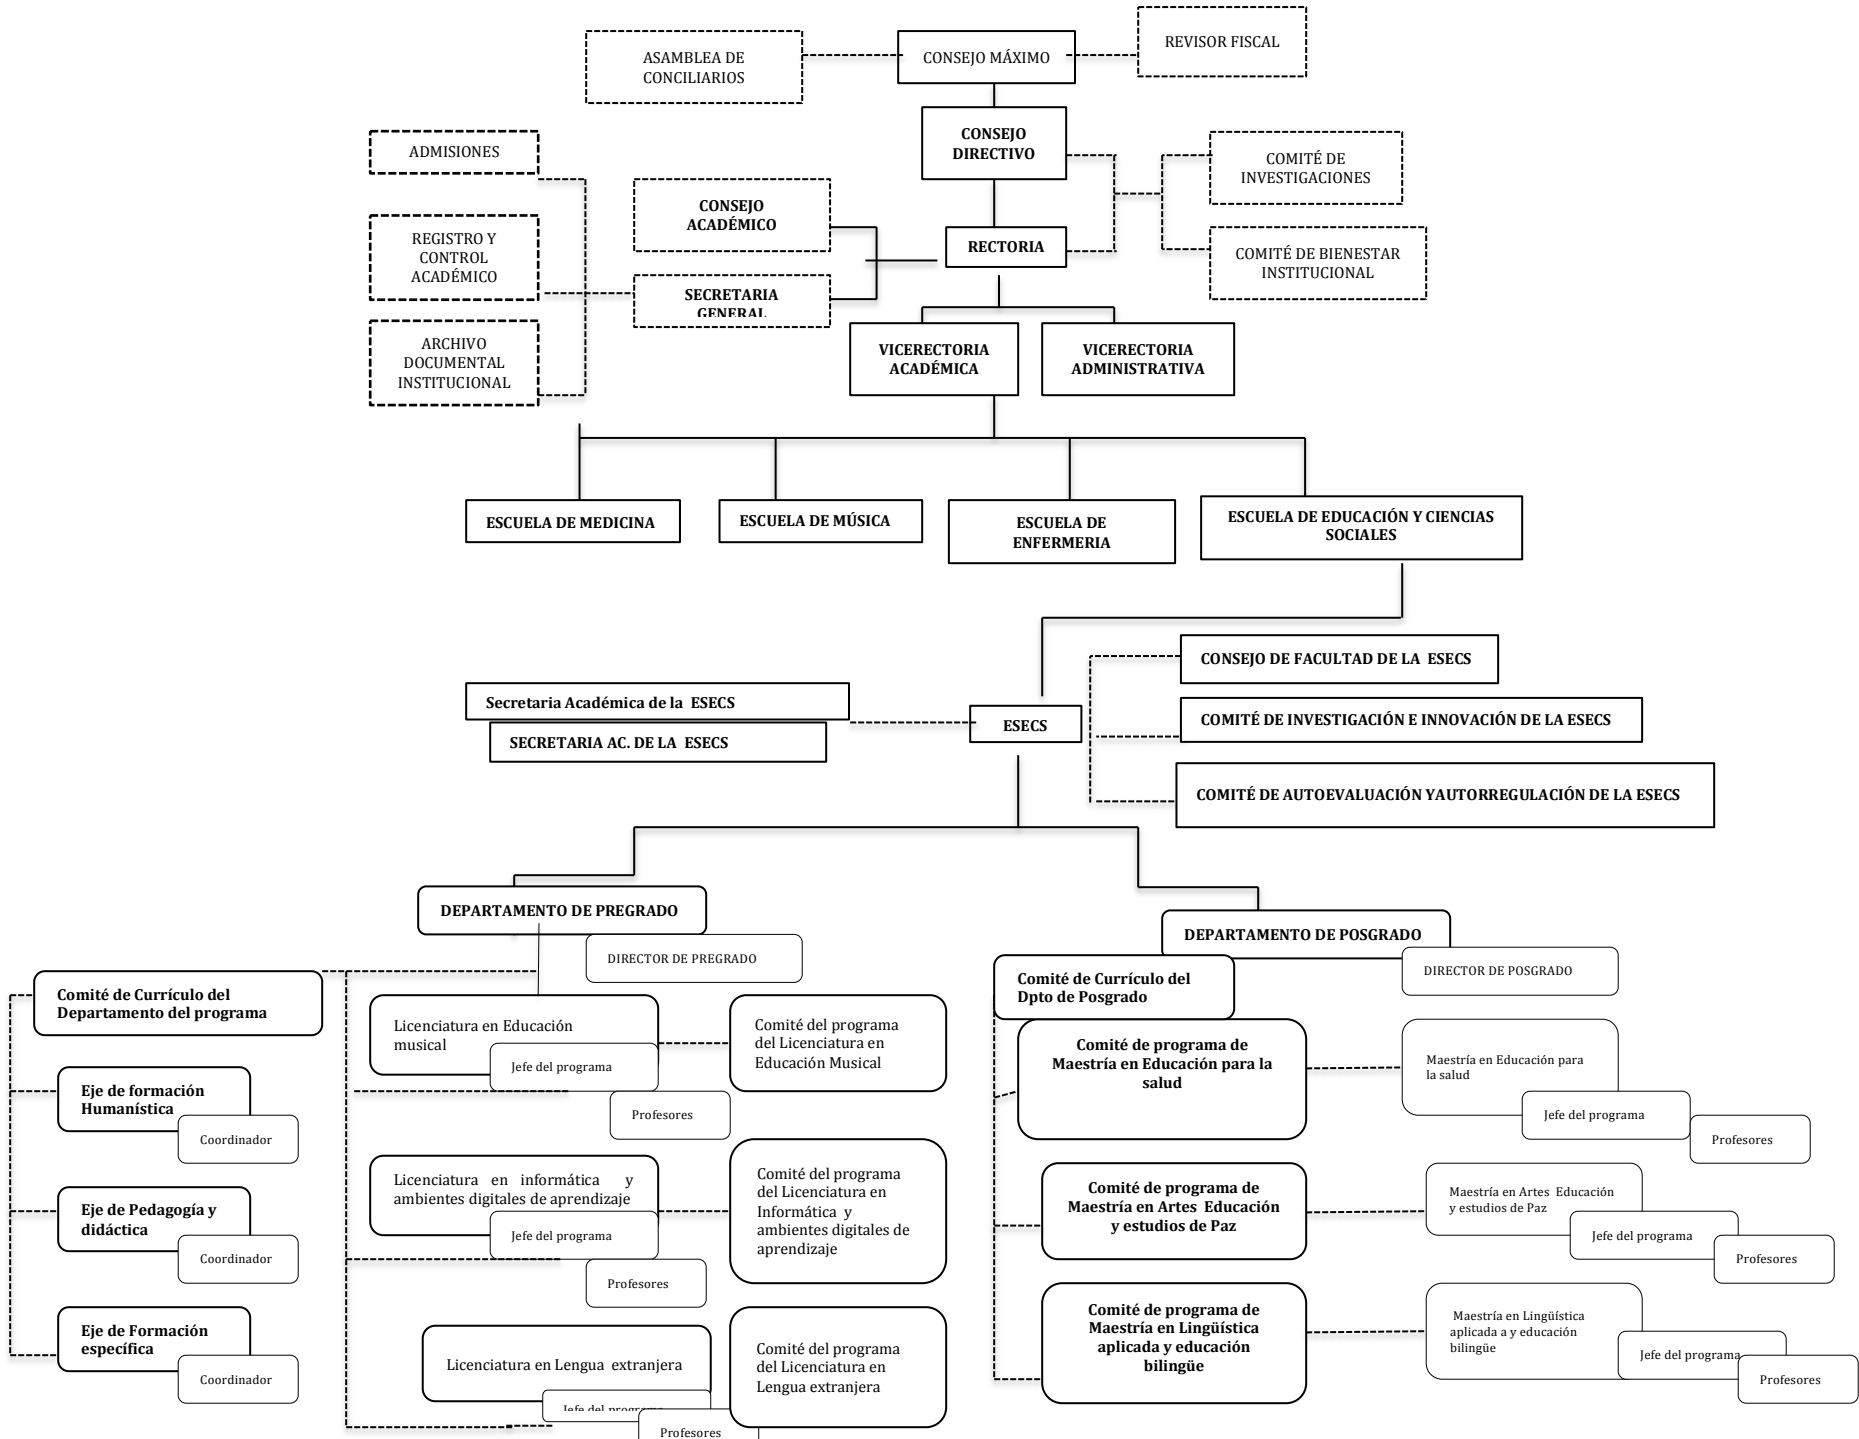 REVISOR FISCAL
ASAMBLEA DE
CONCILIARIOS
CONSEJO MÁXIMO
CONSEJO
DIRECTIVO
ADMISIONES
COMITÉ DE
INVESTIGACIONES
CONSEJO
ACADÉMICO
REGISTRO Y
CONTROL
ACADÉMICO
RECTORIA
COMITÉ DE BIENESTAR
INSTITUCIONAL
SECRETARIA
GENERAL
ARCHIVO
DOCUMENTAL
INSTITUCIONAL
VICERECTORIA
ACADÉMICA
VICERECTORIA
ADMINISTRATIVA
ESCUELA DE MEDICINA
ESCUELA DE MÚSICA
ESCUELA DE
ENFERMERIA
ESCUELA DE EDUCACIÓN Y CIENCIAS
SOCIALES
CONSEJO DE FACULTAD DE LA ESECS
Secretaria Académica de la ESECS
SECRETARIA AC. DE LA ESECS
ESECS
COMITÉ DE INVESTIGACIÓN E INNOVACIÓN DE LA ESECS
COMITÉ DE AUTOEVALUACIÓN YAUTORREGULACIÓN DE LA ESECS
DEPARTAMENTO DE PREGRADO
DIRECTOR DE PREGRADO
DEPARTAMENTO DE POSGRADO
DIRECTOR DE POSGRADO
Comité de Currículo del
Departamento del programa
Eje de formación
Humanística
Coordinador
Eje de Pedagogía y
didáctica
Coordinador
Eje de Formación
específica
Coordinador
Licenciatura en Educación
musical
Jefe del programa
Profesores
Comité del programa
del Licenciatura en
Educación Musical
Licenciatura en informática y
ambientes digitales de aprendizaje
Jefe del programa
Profesores
Comité del programa
del Licenciatura en
Informática y
ambientes digitales de
aprendizaje
Licenciatura en Lengua extranjera
Jefe del programa
Profesores
Comité del programa
del Licenciatura en
Lengua extranjera
Comité de Currículo del
Dpto de Posgrado
Comité de programa de
Maestría en Educación para la
salud
Maestría en Educación para
la salud
Jefe del programa
Profesores
Comité de programa de
Maestría en Artes Educación
y estudios de Paz
Maestría en Artes Educación
y estudios de Paz
Jefe del programa
Profesores
Comité de programa de
Maestría en Lingüística
aplicada y educación
bilingüe
Maestría en Lingüística
aplicada a y educación
bilingüe
Jefe del programa
Profesores